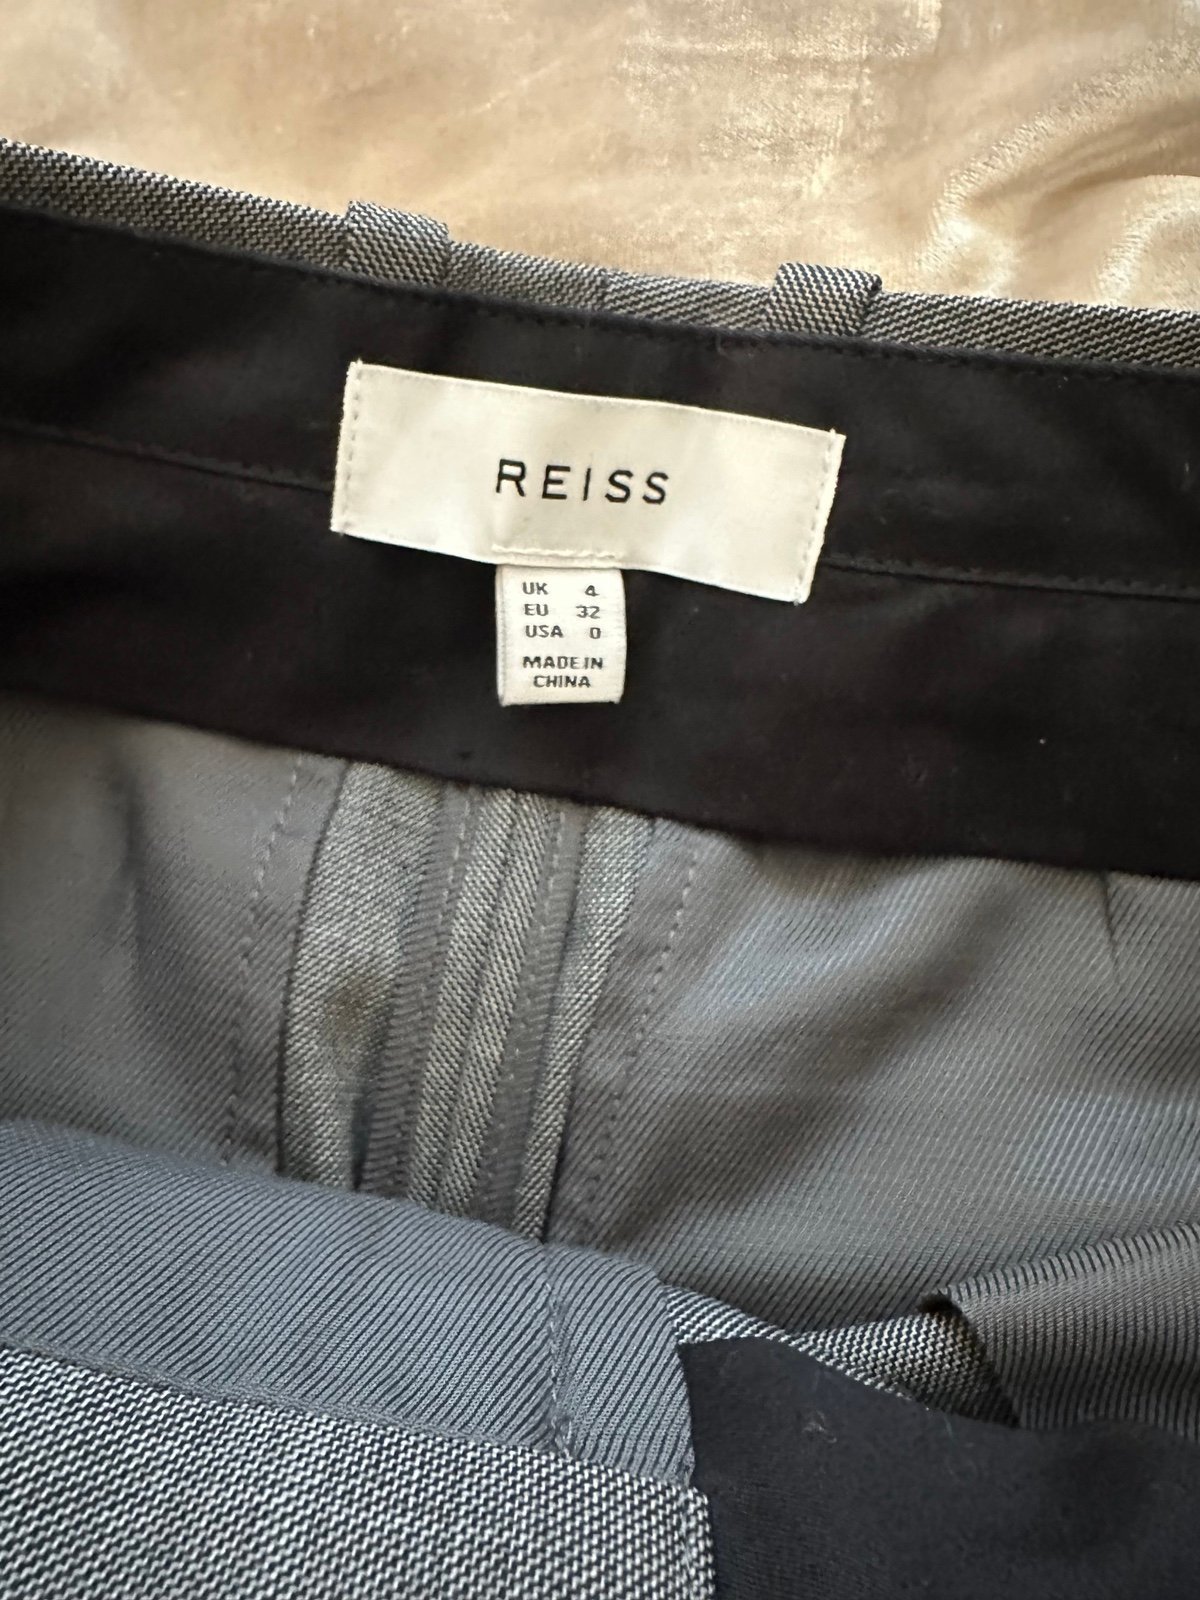 REISS
UK 4
EU 32
USA 0
MADE IN
CHINA